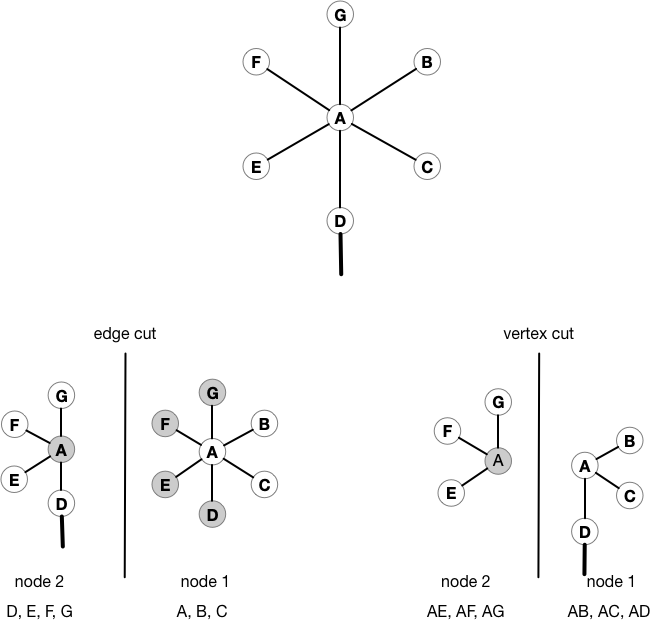 G
F B
A
E C
D
edge cut vertex cut
G G G
F F B F B
A A A A
E E C E C
D D D
node 2 node 1 node 2 node 1
D, E, F, G A, B, C AE, AF, AG AB, AC, AD